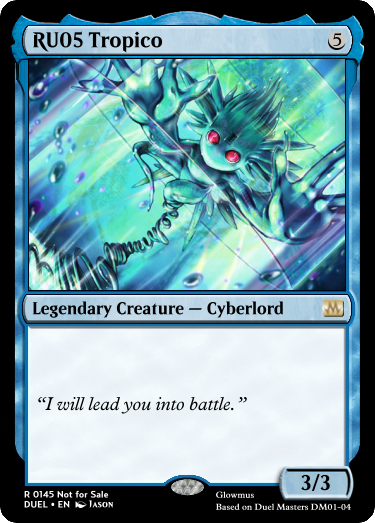 RU05 Tropico
5
Legendary Creature — Cyberlord
“I will lead you into battle.”
3/3
R 0145 Not for Sale
DUEL • EN Jason
Glowmus
Based on Duel Masters DM01-04